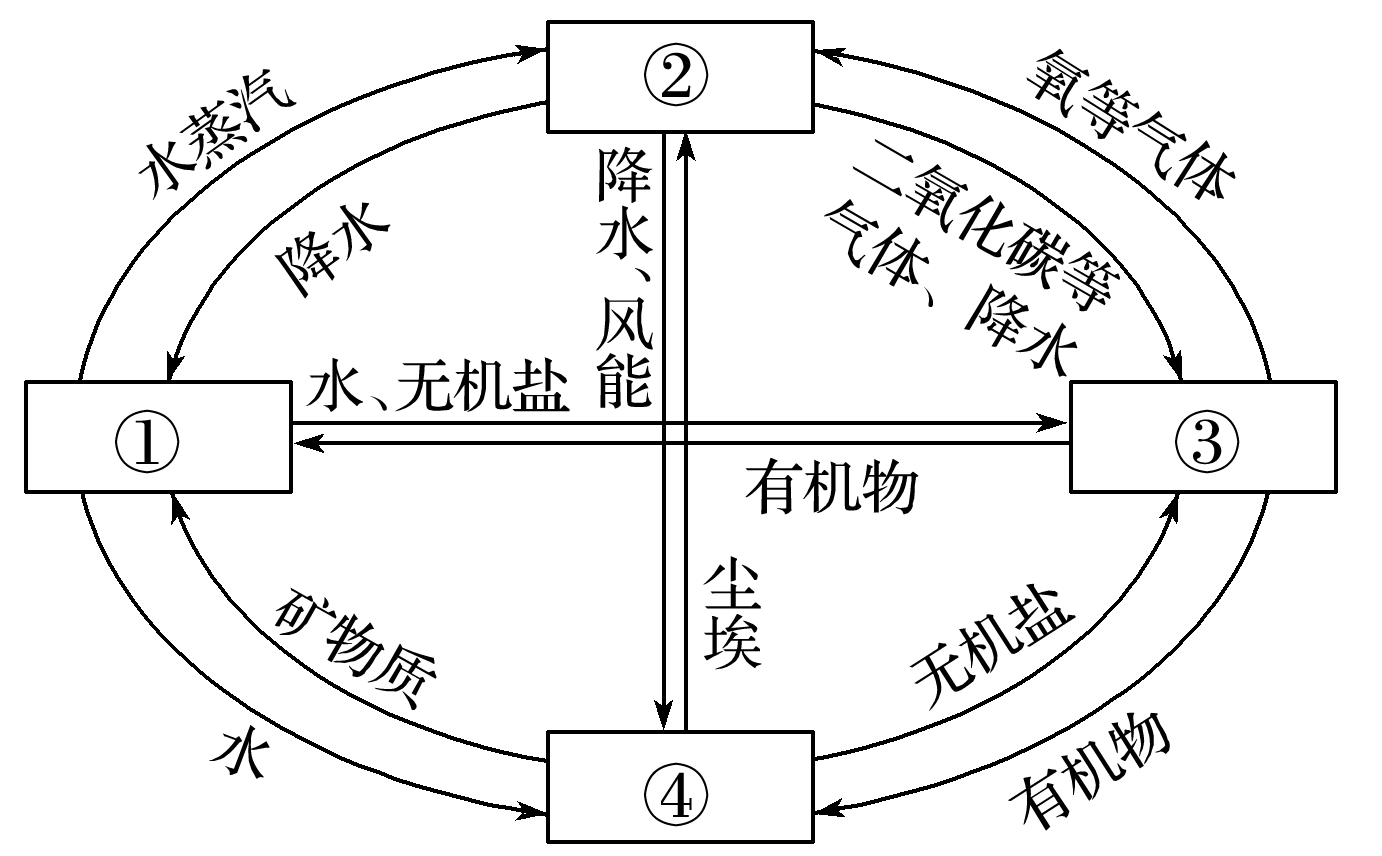 ②
水蒸汽
氧等气体
降水
降水、风能
二氧化碳等
气体、降水
水、无机盐
①
③
有机物
尘埃
矿物质
无机盐
水
④
有机物